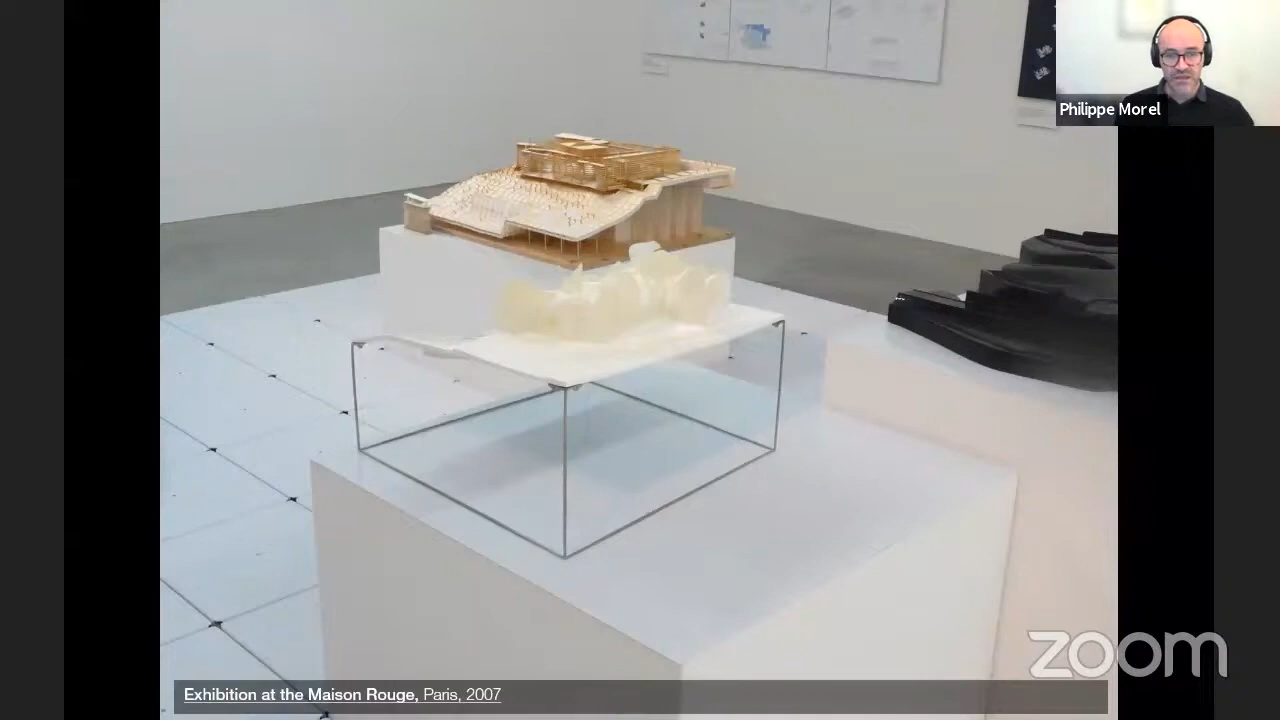 Philippe Morel
zoom
Exhibition at the Maison Rouge, Paris, 2007